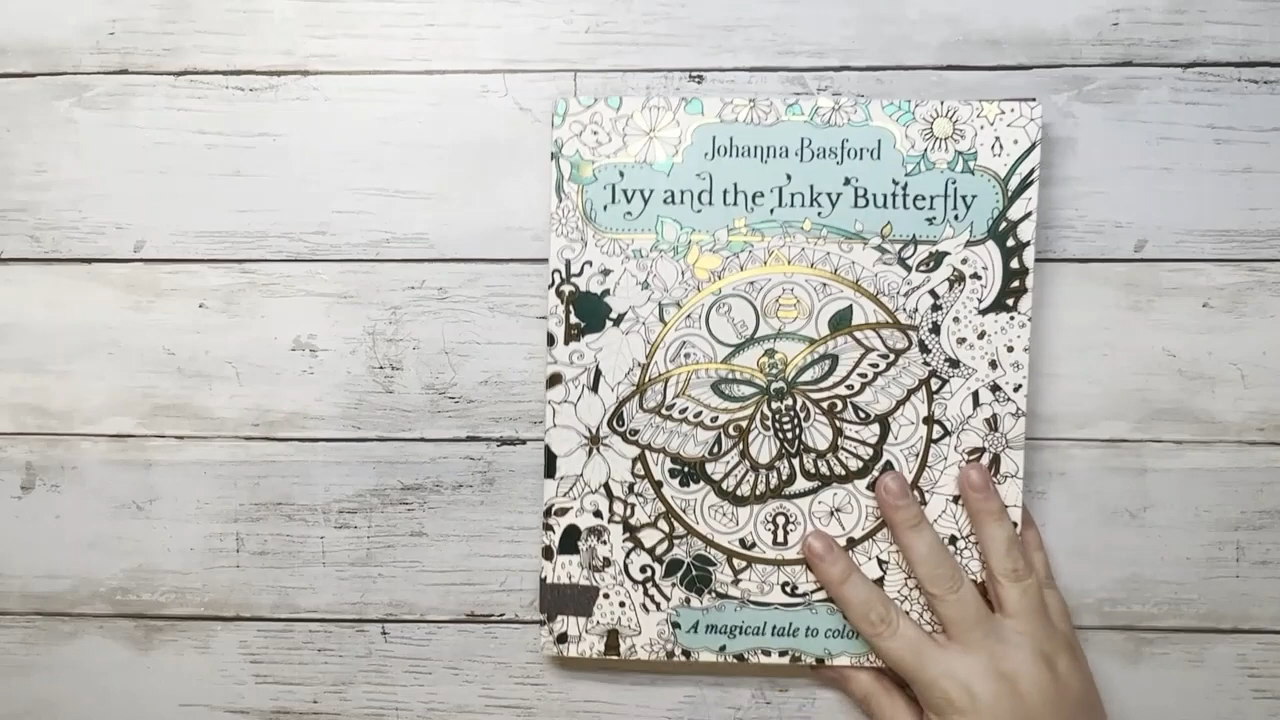 Johanna Basford
Ivy and the Inky Butterfly
A magical tale to color